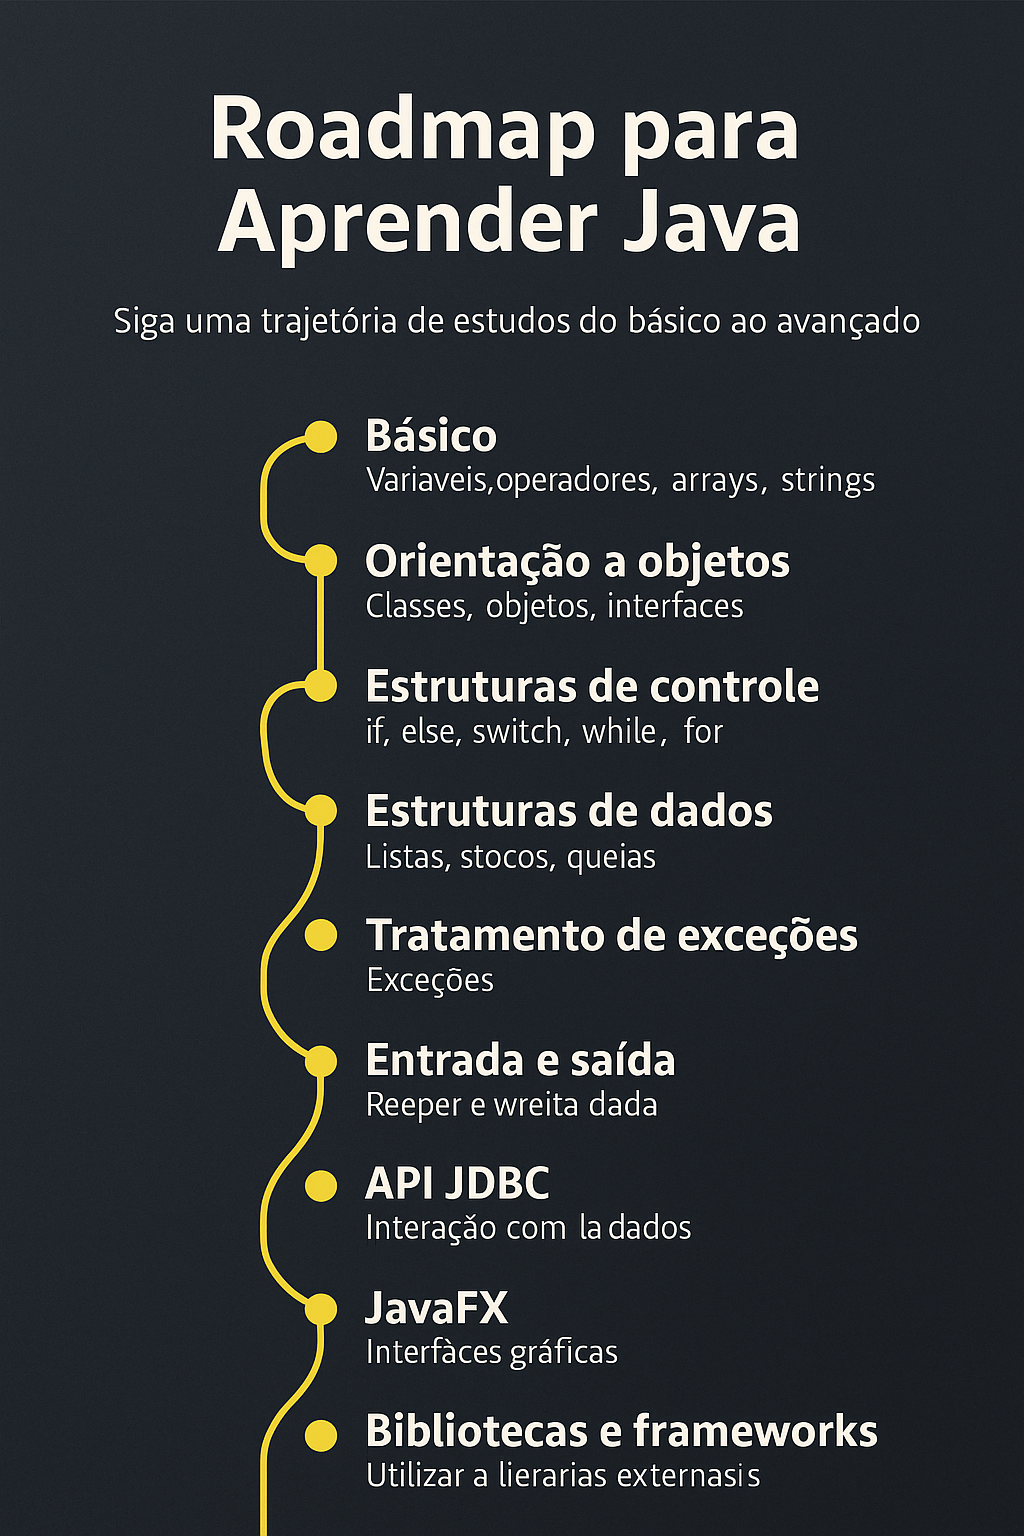 Roadmap para
Aprender Java
Siga uma trajetória de estudos do básico ao avançado
Básico
Variaveis,operadores, arrays, strings
Orientação a objetos
Classes, objetos, interfaces
Estruturas de controle
if, else, switch, while, for
Estruturas de dados
Listas, stocos, queias
Tratamento de exceções
Exceções
Entrada e saída
Reeper e wreita dada
API JDBC
Interação com la dados
JavaFX
Interfàces gráficas
Bibliotecas e frameworks
Utilizar a lierarias externasis